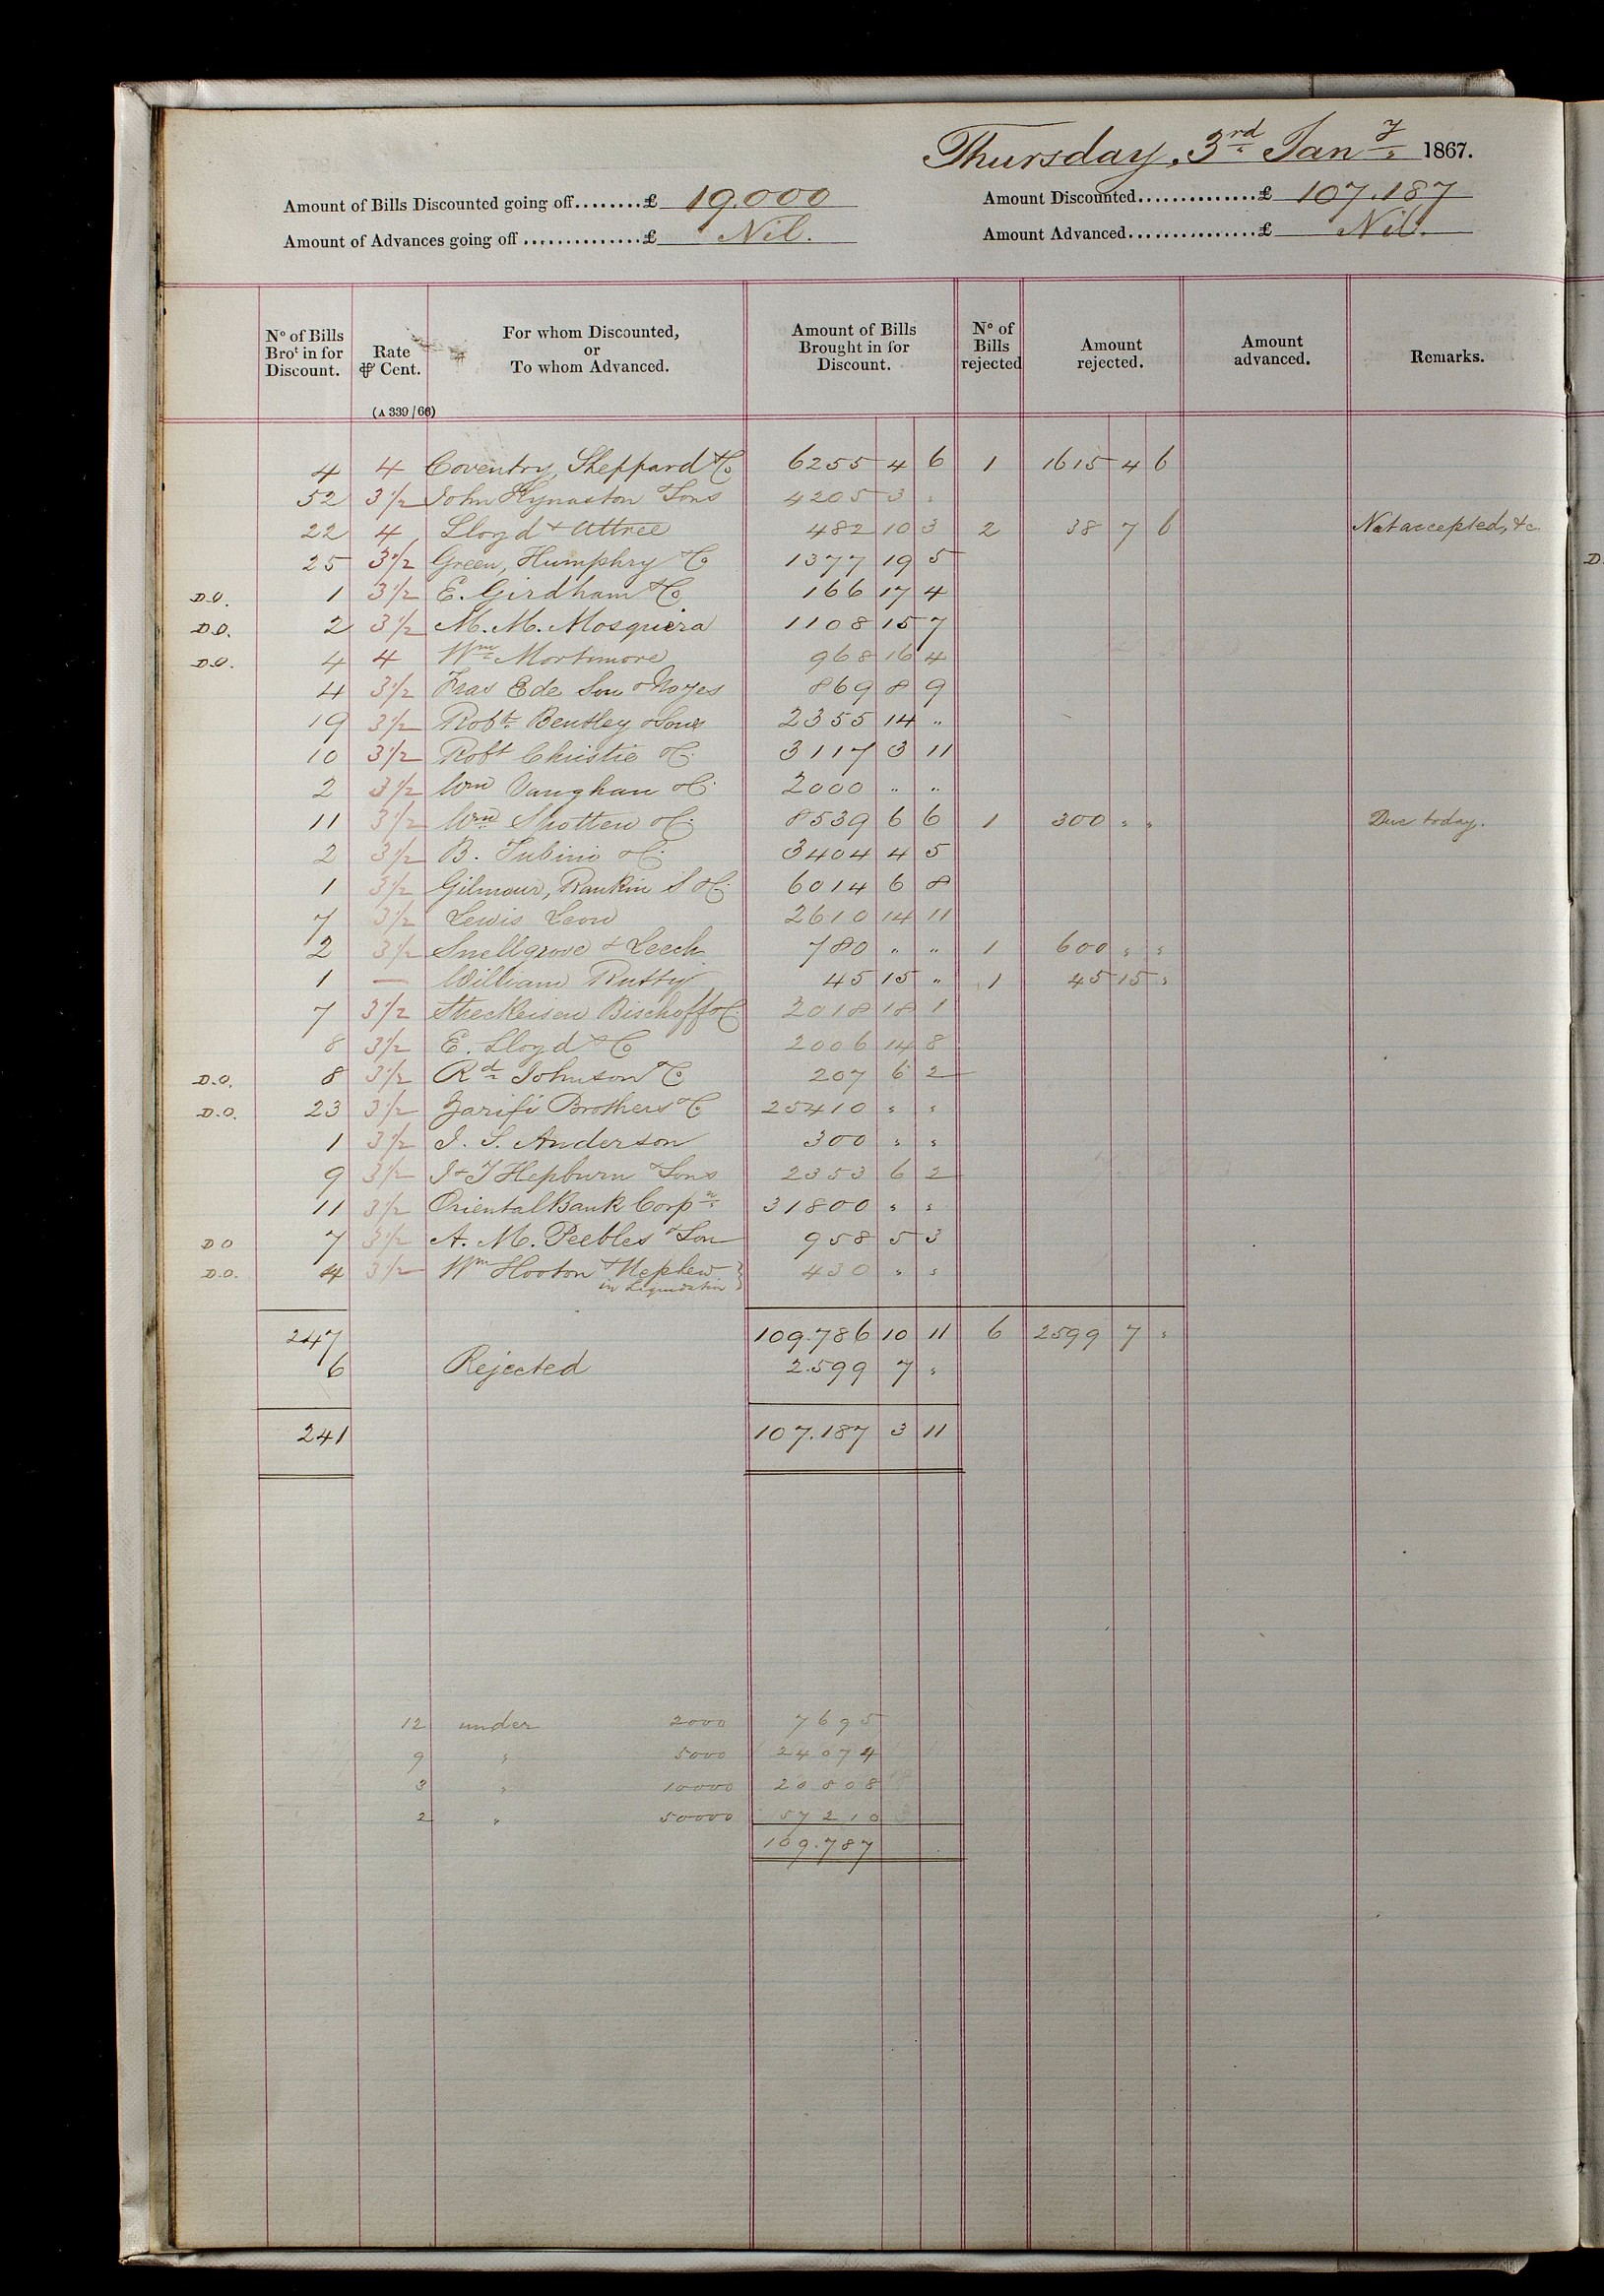 Thursday, 3rd Jany 1867.
Amount of Bills Discounted going off........£ 19.000 Amount Discounted..............£ 107.187
Amount of Advances going off..............£ Nil. Amount Advanced...............£ Nil.
No of Bills Brot in for Discount. Rate ⅌ Cent. For whom Discounted, or To whom Advanced. Amount of Bills Brought in for Discount. No of Bills rejected Amount rejected. Amount advanced. Remarks.
(A 339/66)
4 4 Coventry, Sheppard & Co 6255 4 6 1 1615 4 6
52 3½ John Kynaston & Sons 4205 3 "
22 4 Lloyd & Attree 482 10 3 2 38 7 6 Not accepted, &c
25 3½ Green, Humphry & Co 1377 19 5
D.O. 1 3½ E. Girdham & Co 166 17 4
D.O. 2 3½ M. M. Mosquera 1108 15 7
D.O. 4 4 Wm Mortimore 968 16 4
4 3½ Fras Ede Son & Noyes 869 8 9
19 3½ Robt Bentley & Sons 2355 14 "
10 3½ Robt Christie & Co 3117 3 11
2 3½ Wm Vaughan & Co 2000 " "
11 3½ Wm Shotten & Co 8539 6 6 1 300 " " Due today.
2 3½ B. Tubino & Co 3404 4 5
1 3½ Gilmour, Rankin S & Co 6014 6 8
7 3½ Lewis Leon 2610 14 11
2 3½ Snellgrove & Leech 780 " " 1 600 " "
1 — William Rutty 45 15 " 1 45 15 "
7 3½ Streckeisen Bischoff & Co 2018 18 1
8 3½ E. Lloyd & Co 2006 14 8
D.O. 8 3½ Rd Johnson & Co 207 6 2
D.O. 23 3½ Zarifi Brothers & Co 25410 " "
1 3½ J. S. Anderson 300 " "
9 3½ J & T Hepburn & Sons 2353 6 2
11 3½ Oriental Bank Corpn 31800 " "
D O 7 3½ A. M. Peebles & Son 958 5 3
D.O. 4 3½ Wm Hooton & Nephew } 430 " "
in Liquidation
247 109.786 10 11 6 2599 7 "
6 Rejected 2.599 7 "
241 107.187 3 11
12 under 2000 7695
9 " 5000 24074
3 " 10000 20808
2 " 50000 57210
109.787